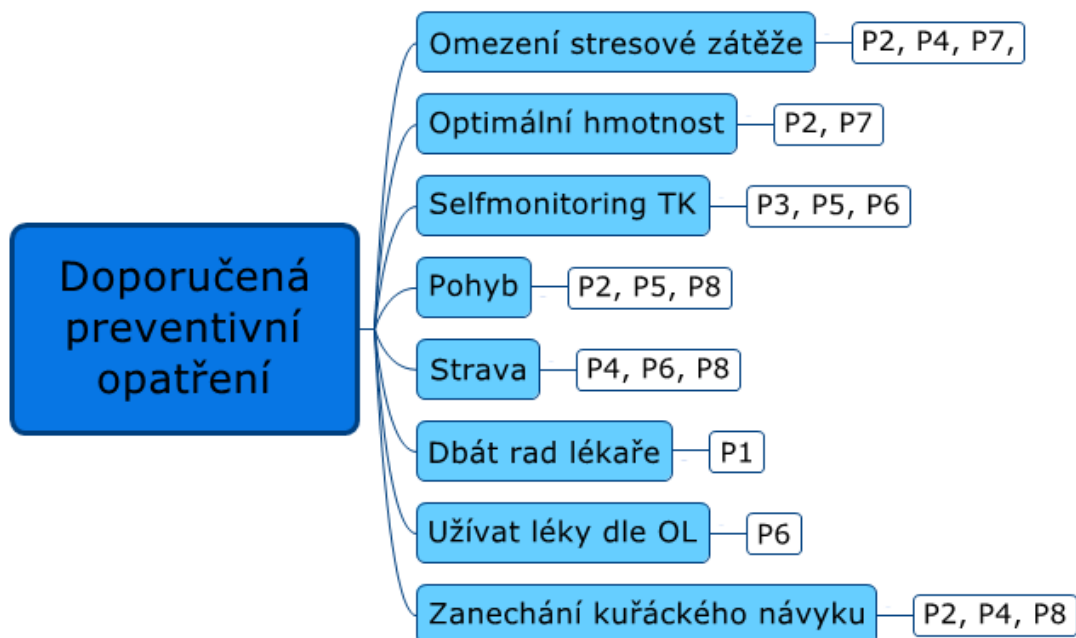 Omezení stresové zátěže
P2, P4, P7,
Optimální hmotnost
P2, P7
Selfmonitoring TK
P3, P5, P6
Doporučená
preventivní
opatření
Pohyb
P2, P5, P8
Strava
P4, P6, P8
Dbát rad lékaře
P1
Užívat léky dle OL
P6
Zanechání kuřáckého návyku
P2, P4, P8